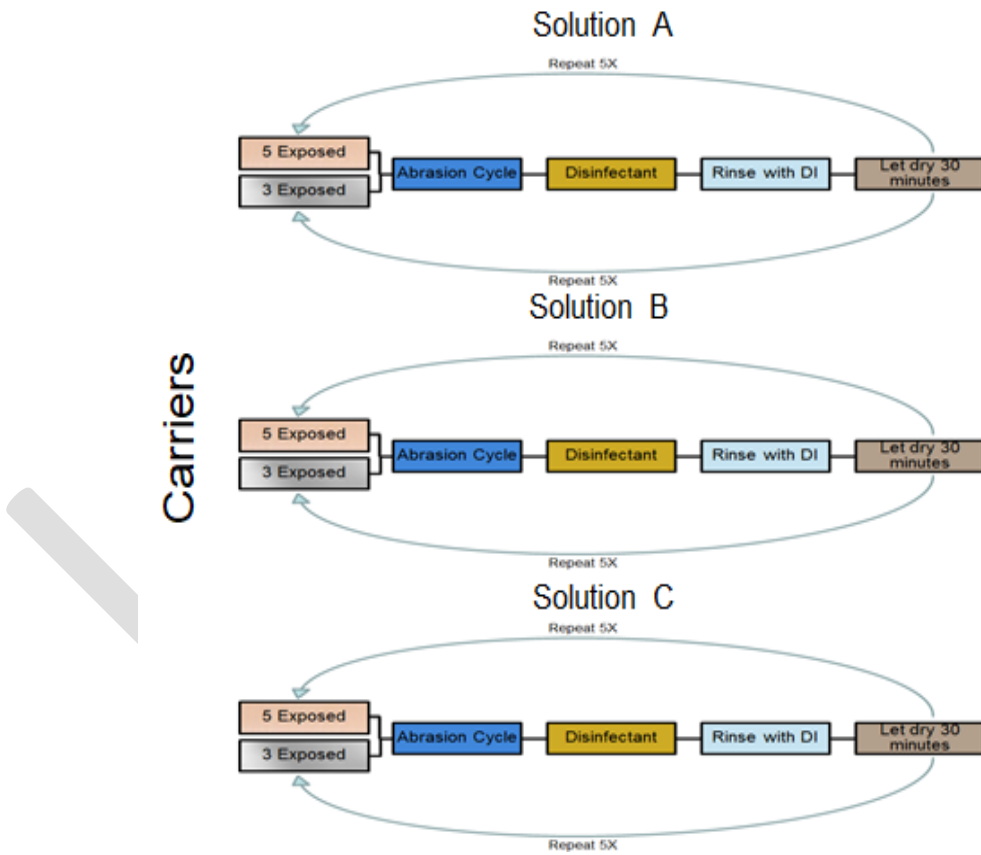 Solution A
Repeat 5X
5 Exposed
3 Exposed
Abrasion Cycle
Disinfectant
Rinse with DI
Let dry 30
minutes
Repeat 5X
Solution B
Repeat 5X
Carriers
5 Exposed
3 Exposed
Abrasion Cycle
Disinfectant
Rinse with DI
Let dry 30
minutes
Repeat 5X
Solution C
Repeat 5X
5 Exposed
3 Exposed
Abrasion Cycle
Disinfectant
Rinse with DI
Let dry 30
minutes
Repeat 5X